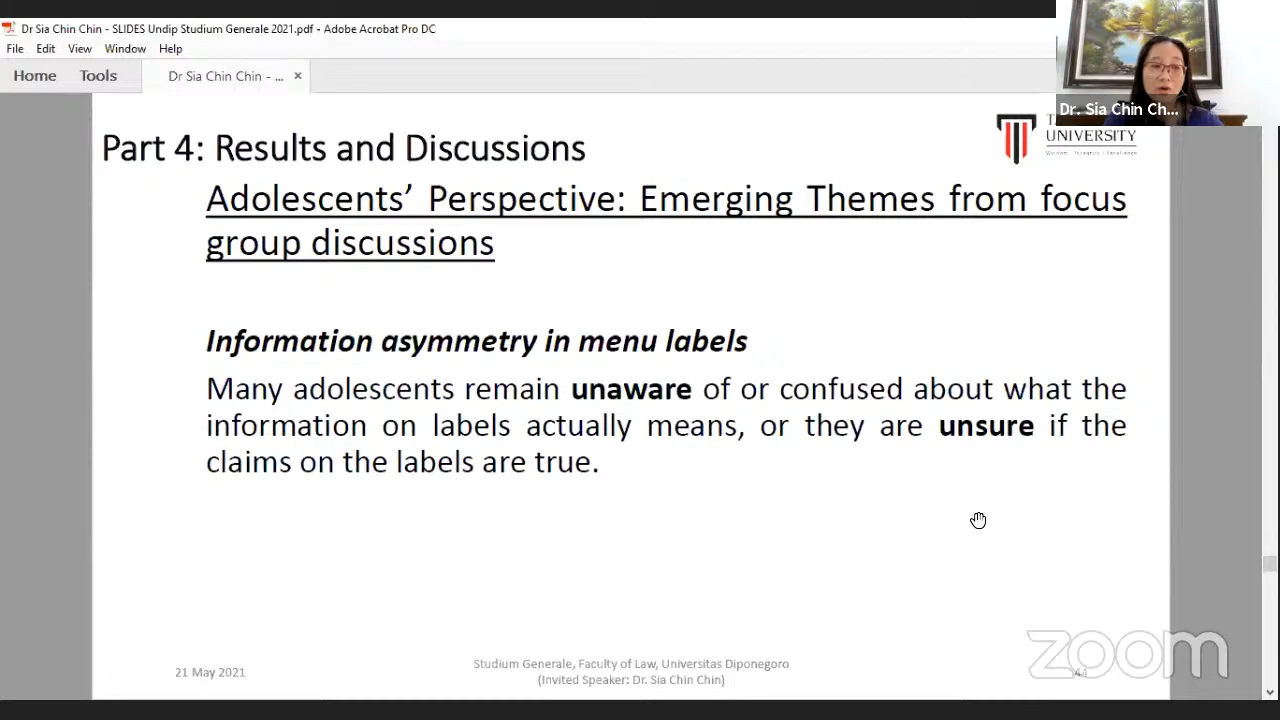 Dr Sia Chin Chin - SLIDES Undip Studium Generale 2021.pdf - Adobe Acrobat Pro DC
File Edit View Window Help
Home Tools Dr Sia Chin Chin - ... ×
Dr. Sia Chin Ch...
UNIVERSITY
Part 4: Results and Discussions
Adolescents’ Perspective: Emerging Themes from focus
group discussions
Information asymmetry in menu labels
Many adolescents remain unaware of or confused about what the
information on labels actually means, or they are unsure if the
claims on the labels are true.
zoom
21 May 2021
Studium Generale, Faculty of Law, Universitas Diponegoro
(Invited Speaker: Dr. Sia Chin Chin)